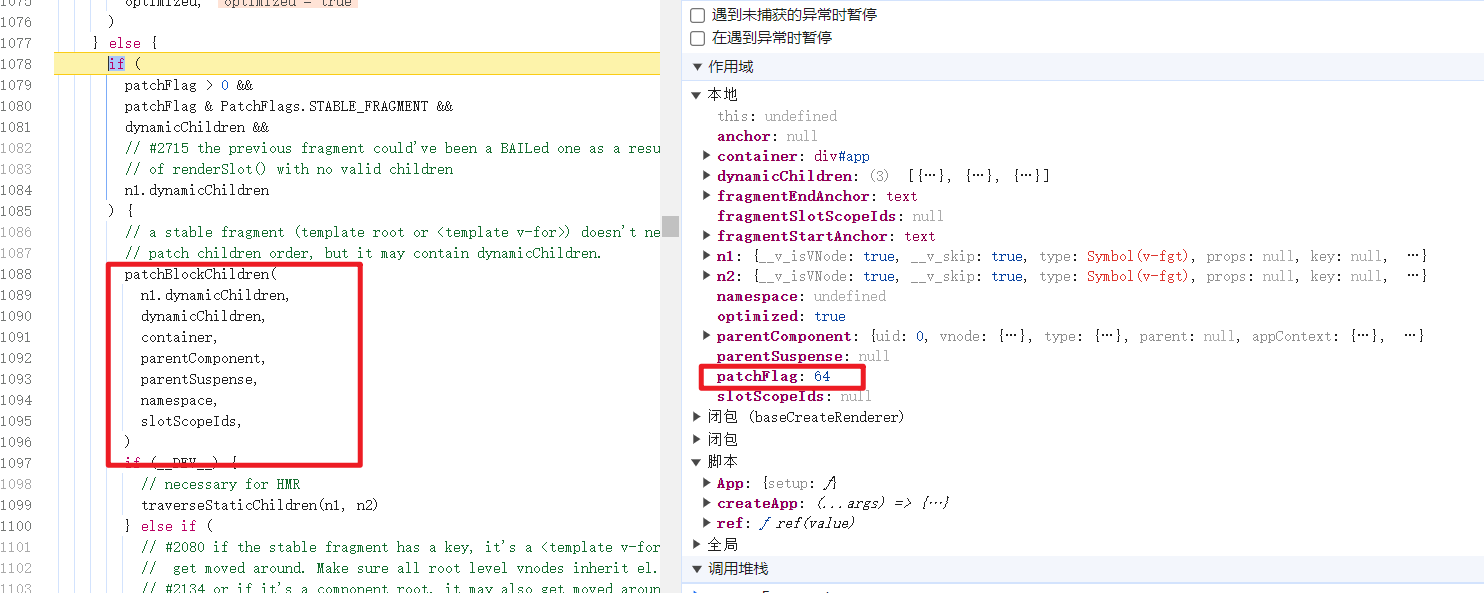 1075 optimized, optimized = true
1076 )
1077 } else {
1078 if (
1079 patchFlag > 0 &&
1080 patchFlag & PatchFlags.STABLE_FRAGMENT &&
1081 dynamicChildren &&
1082 // #2715 the previous fragment could've been a BAILed one as a resu
1083 // of renderSlot() with no valid children
1084 n1.dynamicChildren
1085 ) {
1086 // a stable fragment (template root or <template v-for>) doesn't ne
1087 // patch children order, but it may contain dynamicChildren.
1088 patchBlockChildren(
1089 n1.dynamicChildren,
1090 dynamicChildren,
1091 container,
1092 parentComponent,
1093 parentSuspense,
1094 namespace,
1095 slotScopeIds,
1096 )
1097 if (__DEV__) {
1098 // necessary for HMR
1099 traverseStaticChildren(n1, n2)
1100 } else if (
1101 // #2080 if the stable fragment has a key, it's a <template v-for
1102 // get moved around. Make sure all root level vnodes inherit el.
1103 // #2134 or if it's a component root, it may also get moved aroun
遇到未捕获的异常时暂停
在遇到异常时暂停
作用域
本地
this: undefined
anchor: null
container: div#app
dynamicChildren: (3) [{…}, {…}, {…}]
fragmentEndAnchor: text
fragmentSlotScopeIds: null
fragmentStartAnchor: text
n1: {__v_isVNode: true, __v_skip: true, type: Symbol(v-fgt), props: null, key: null, …}
n2: {__v_isVNode: true, __v_skip: true, type: Symbol(v-fgt), props: null, key: null, …}
namespace: undefined
optimized: true
parentComponent: {uid: 0, vnode: {…}, type: {…}, parent: null, appContext: {…}, …}
parentSuspense: null
patchFlag: 64
slotScopeIds: null
闭包 (baseCreateRenderer)
闭包
脚本
App: {setup: ƒ}
createApp: (...args) => {…}
ref: ƒ ref(value)
全局
调用堆栈